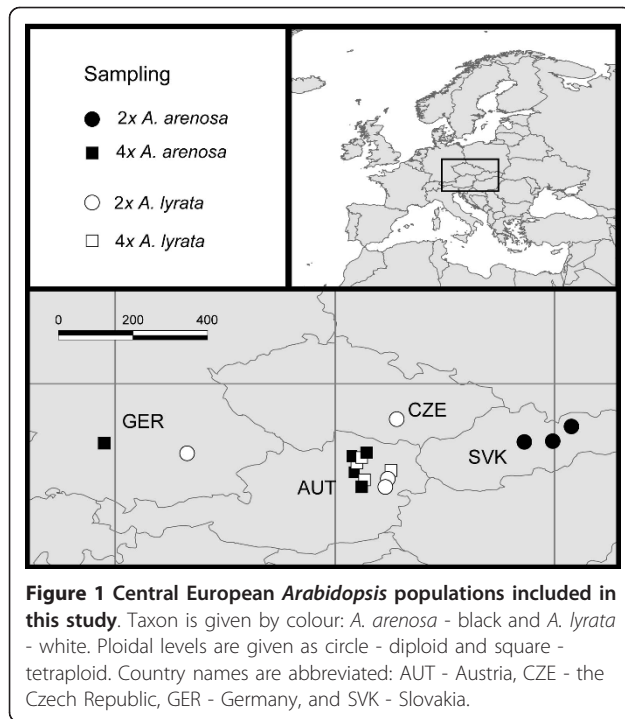 Sampling
2x A. arenosa
4x A. arenosa
2x A. lyrata
4x A. lyrata
0 200 400
GER
CZE
SVK
AUT
Figure 1 Central European Arabidopsis populations included in
this study. Taxon is given by colour: A. arenosa - black and A. lyrata
- white. Ploidal levels are given as circle - diploid and square -
tetraploid. Country names are abbreviated: AUT - Austria, CZE - the
Czech Republic, GER - Germany, and SVK - Slovakia.